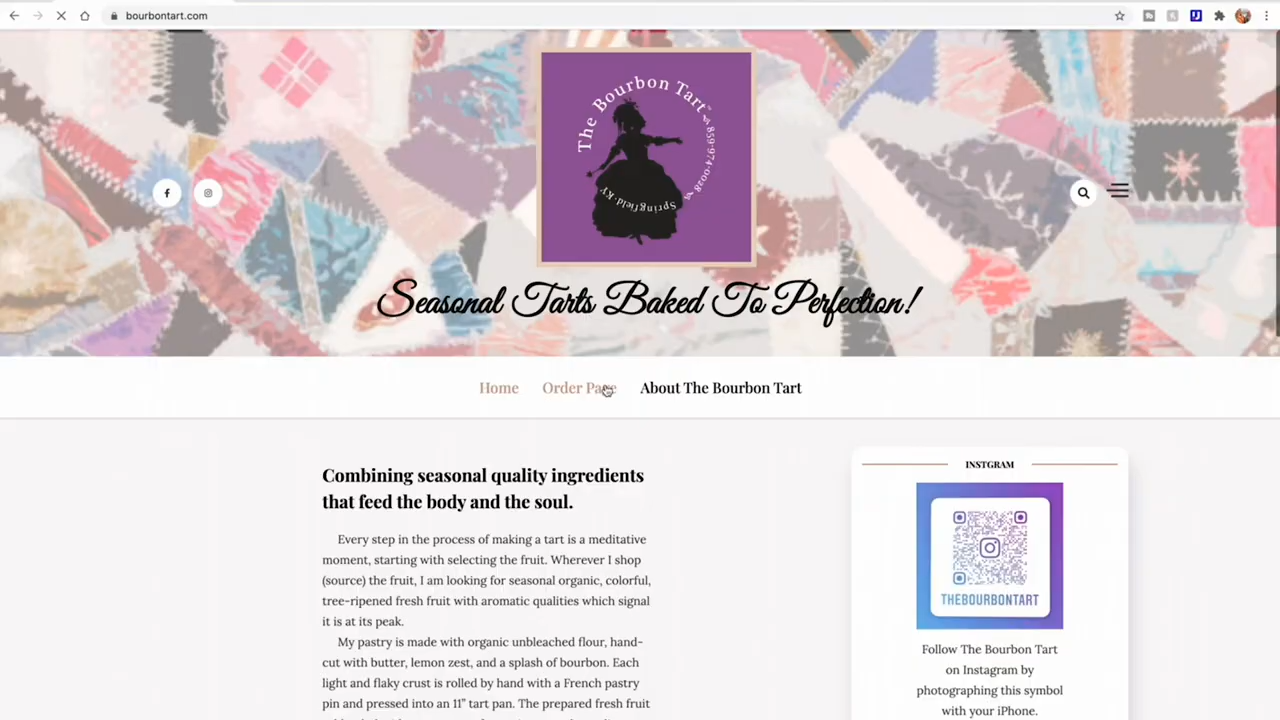 bourbontart.com
The Bourbon Tart™
859-974-0028
Springfield, KY
Seasonal Tarts Baked To Perfection!
Home Order Page About The Bourbon Tart
Combining seasonal quality ingredients
that feed the body and the soul.
Every step in the process of making a tart is a meditative
moment, starting with selecting the fruit. Wherever I shop
(source) the fruit, I am looking for seasonal organic, colorful,
tree-ripened fresh fruit with aromatic qualities which signal
it is at its peak.
My pastry is made with organic unbleached flour, hand-
cut with butter, lemon zest, and a splash of bourbon. Each
light and flaky crust is rolled by hand with a French pastry
pin and pressed into an 11” tart pan. The prepared fresh fruit
INSTGRAM
THEBOURBONTART
Follow The Bourbon Tart
on Instagram by
photographing this symbol
with your iPhone.